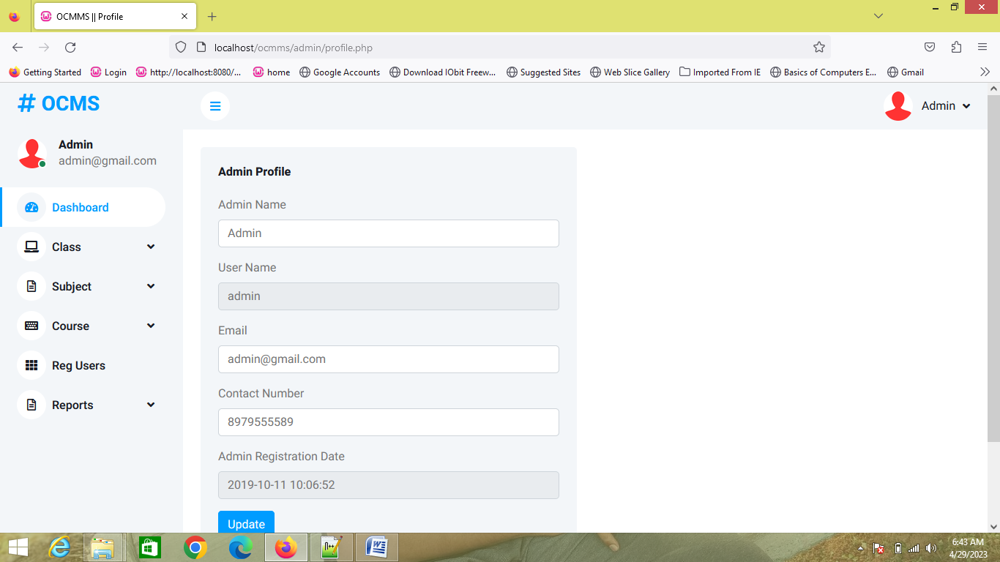 OCMMS || Profile
localhost/ocmms/admin/profile.php
Getting Started Login http://localhost:8080/... home Google Accounts Download IObit Freew... Suggested Sites Web Slice Gallery Imported From IE Basics of Computers E... Gmail
# OCMS
Admin
Admin
admin@gmail.com
Dashboard
Class
Subject
Course
Reg Users
Reports
Admin Profile
Admin Name
Admin
User Name
admin
Email
admin@gmail.com
Contact Number
8979555589
Admin Registration Date
2019-10-11 10:06:52
Update
6:43 AM
4/29/2023